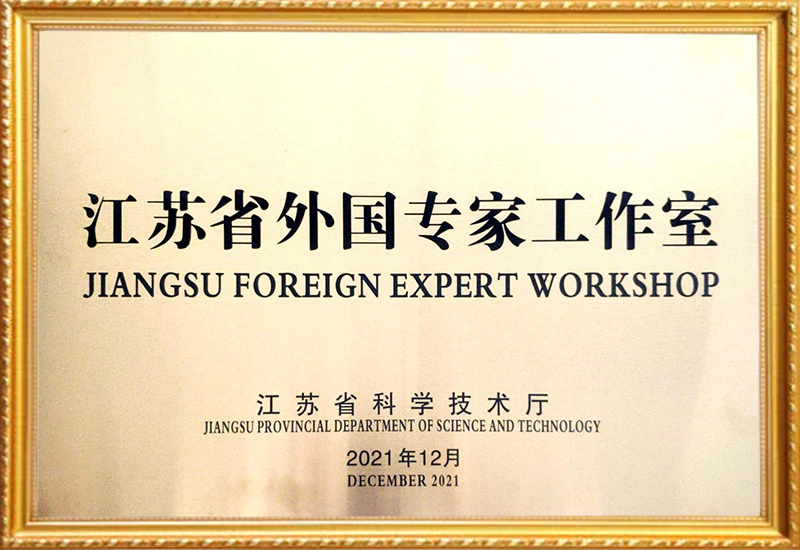 江苏省外国专家工作室
JIANGSU FOREIGN EXPERT WORKSHOP
江苏省科学技术厅
JIANGSU PROVINCIAL DEPARTMENT OF SCIENCE AND TECHNOLOGY
2021年12月
DECEMBER 2021